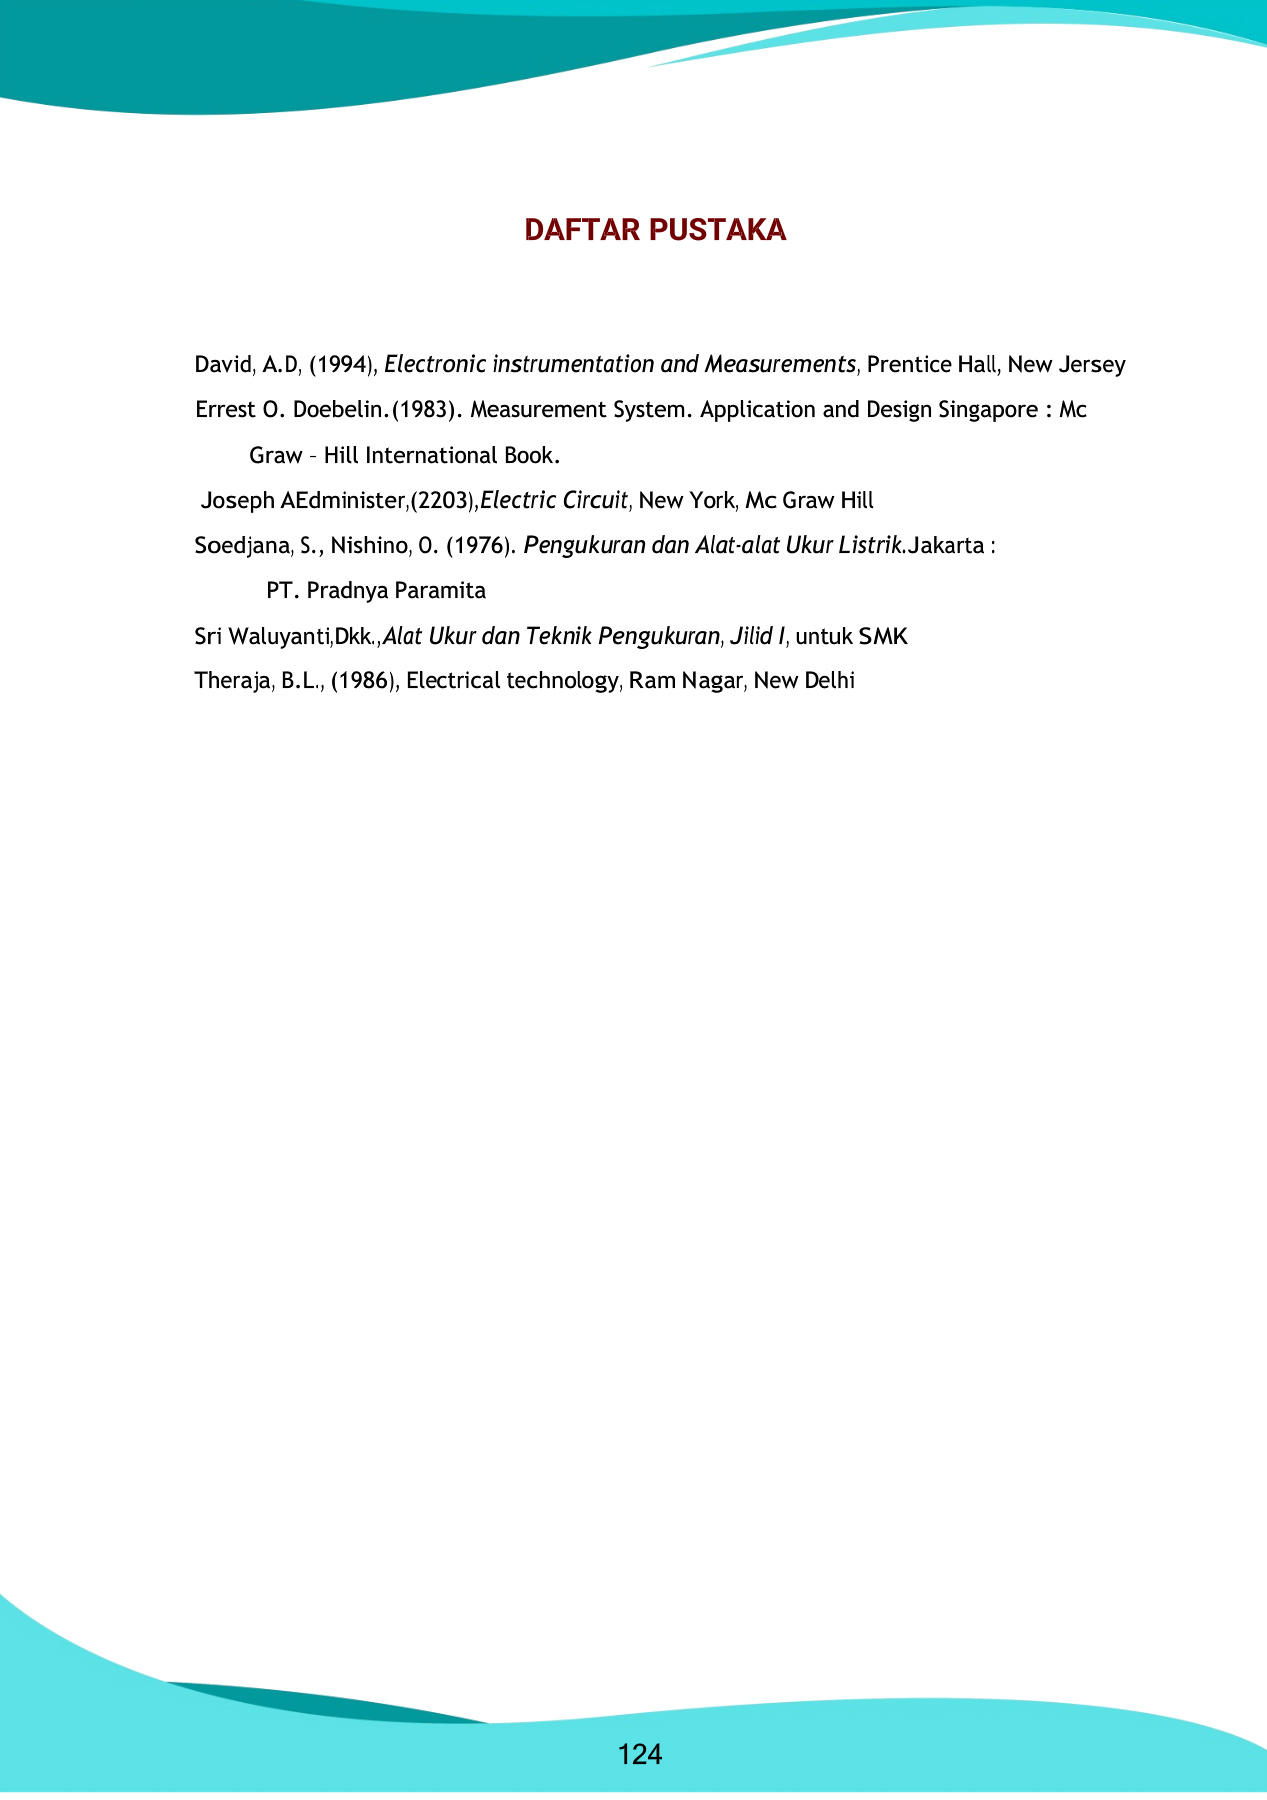 DAFTAR PUSTAKA
David, A.D, (1994), Electronic instrumentation and Measurements, Prentice Hall, New Jersey
Errest O. Doebelin.(1983). Measurement System. Application and Design Singapore : Mc
Graw – Hill International Book.
Joseph AEdminister,(2203),Electric Circuit, New York, Mc Graw Hill
Soedjana, S., Nishino, O. (1976). Pengukuran dan Alat-alat Ukur Listrik.Jakarta :
PT. Pradnya Paramita
Sri Waluyanti,Dkk.,Alat Ukur dan Teknik Pengukuran, Jilid I, untuk SMK
Theraja, B.L., (1986), Electrical technology, Ram Nagar, New Delhi
124